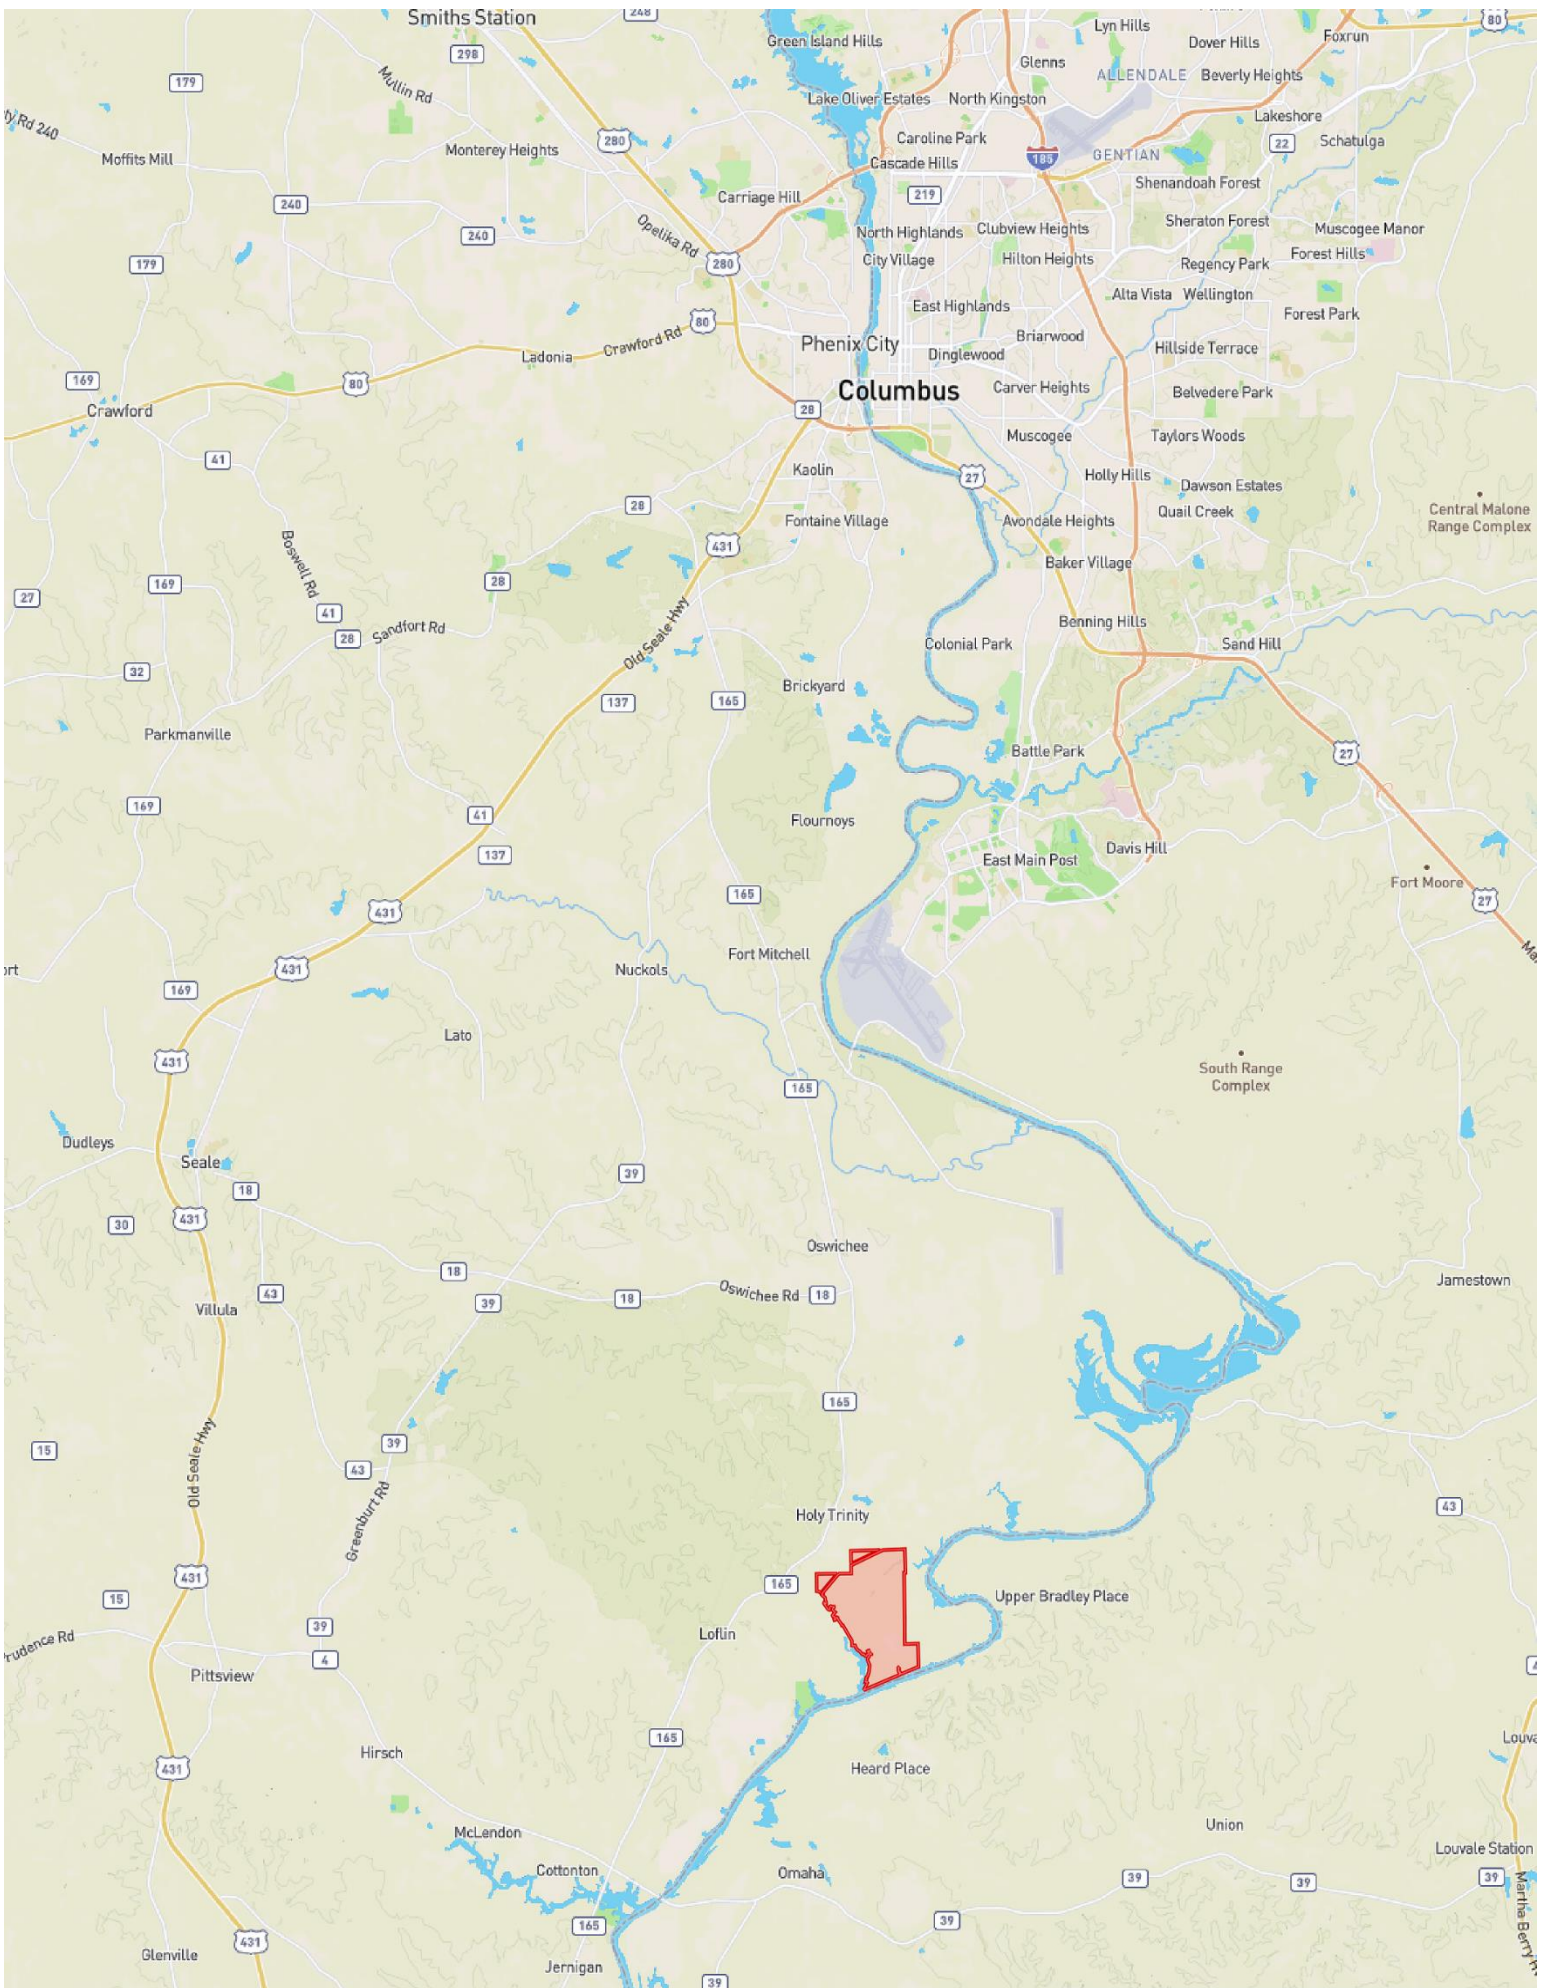 Smiths Station
248
80
Green Island Hills
Lyn Hills
Foxrun
298
Dover Hills
Glenns
179
Mullin Rd
ALLENDALE
Beverly Heights
Lake Oliver Estates
North Kingston
ty Rd 240
Lakeshore
280
Caroline Park
Schatulga
22
Moffits Mill
Monterey Heights
185
GENTIAN
Cascade Hills
Shenandoah Forest
Carriage Hill
219
240
Opelika Rd
Sheraton Forest
240
North Highlands
Clubview Heights
Muscogee Manor
Forest Hills
179
280
City Village
Hilton Heights
Regency Park
Alta Vista
Wellington
East Highlands
Forest Park
80
Crawford Rd
Phenix City
Briarwood
Ladonia
Dinglewood
Hillside Terrace
169
80
Columbus
Carver Heights
Belvedere Park
Crawford
28
Muscogee
Taylors Woods
41
Kaolin
27
Holly Hills
Dawson Estates
28
Central Malone
Range Complex
Fontaine Village
Avondale Heights
Quail Creek
431
Boswell Rd
Baker Village
169
28
27
41
28
Sandfort Rd
Old Seale Hwy
Benning Hills
Colonial Park
Sand Hill
32
Brickyard
137
165
Parkmanville
Battle Park
27
169
41
Flournoys
137
East Main Post
Davis Hill
Fort Moore
165
27
431
Fort Mitchell
Ma
ort
431
Nuckols
169
Lato
431
South Range
Complex
165
Dudleys
Seale
39
18
30
431
Oswichee
18
43
39
18
Oswichee Rd
18
Jamestown
Villula
165
39
15
Old Seale Hwy
43
Greenburt Rd
43
Holy Trinity
431
165
15
Upper Bradley Place
39
Loflin
Prudence Rd
4
Pittsview
165
Louva
Hirsch
431
Heard Place
McLendon
Union
Cottonton
Omaha
Louvale Station
39
39
39
Martha Berry H
165
39
431
Glenville
Jernigan
39